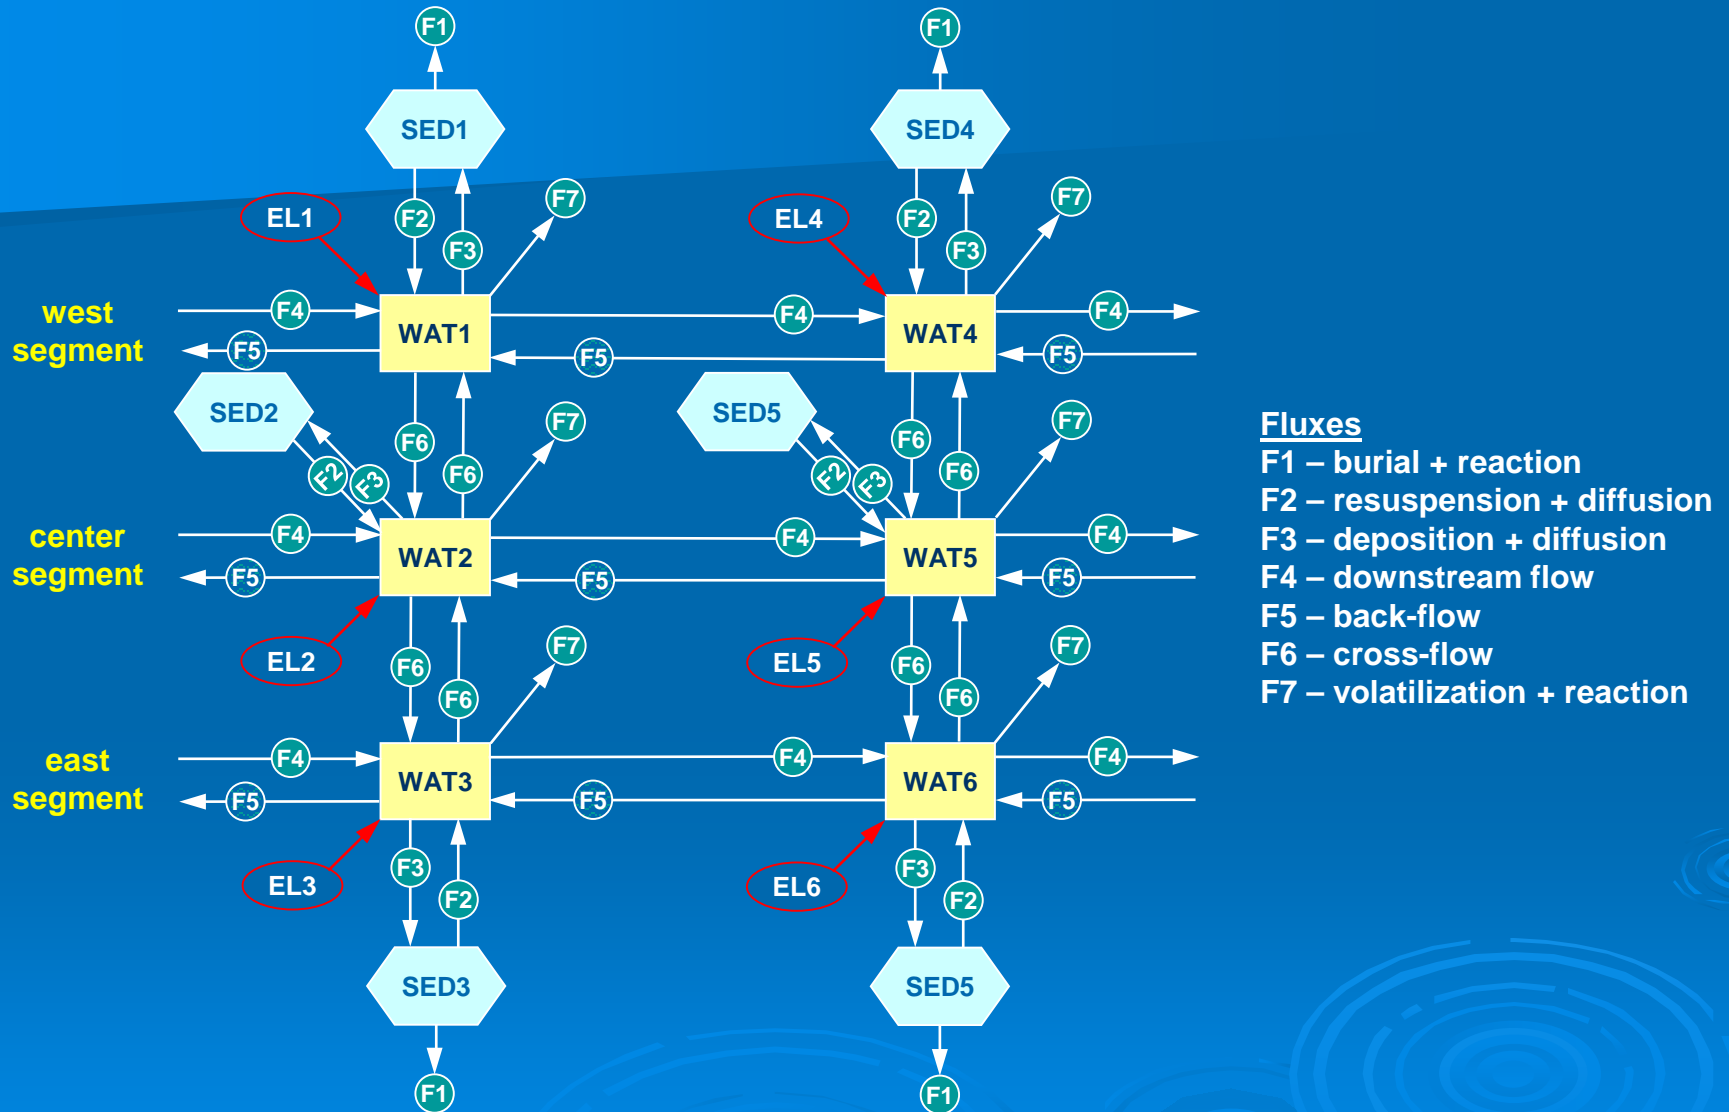 F1
F1
SED1
SED4
EL1
F2
F7
EL4
F2
F7
F3
F3
west
segment
F4
WAT1
F4
WAT4
F4
F5
F5
F5
SED2
SED5
F6
F7
F6
F7
F2
F3
F6
F2
F3
F6
center
segment
F4
WAT2
F4
WAT5
F4
F5
F5
F5
EL2
F6
F7
EL5
F6
F7
F6
F6
east
segment
F4
WAT3
F4
WAT6
F4
F5
F5
F5
EL3
F3
F2
EL6
F3
F2
SED3
SED5
F1
F1
Fluxes
F1 – burial + reaction
F2 – resuspension + diffusion
F3 – deposition + diffusion
F4 – downstream flow
F5 – back-flow
F6 – cross-flow
F7 – volatilization + reaction